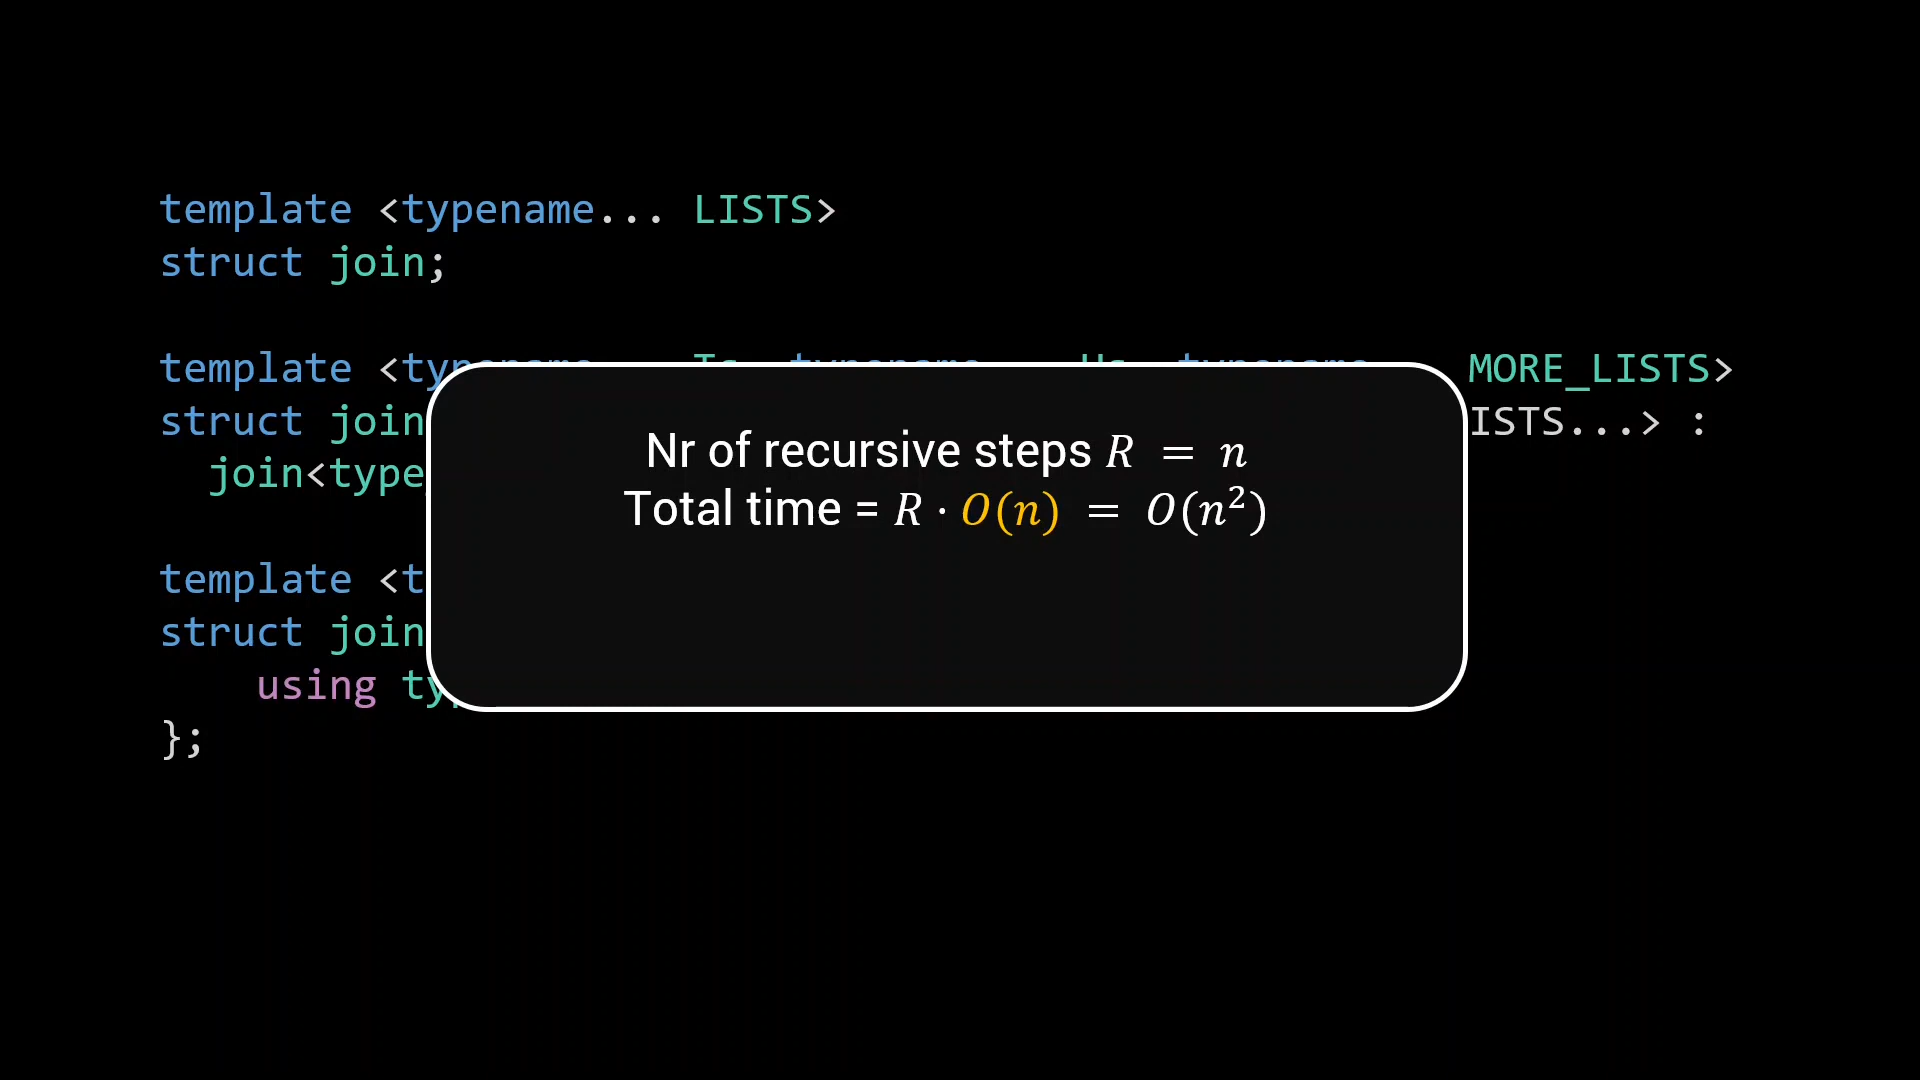 template <typename... LISTS>
struct join;
template <ty MORE_LISTS>
struct join ISTS...> :
join<type
Nr of recursive steps R = n
Total time = R · O(n) = O(n²)
template <t
struct join
using ty
};